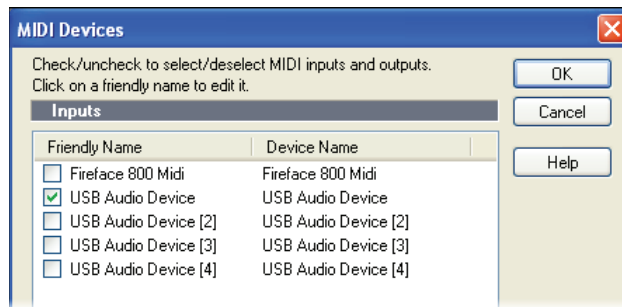 MIDI Devices
Check/uncheck to select/deselect MIDI inputs and outputs.
Click on a friendly name to edit it.
OK
Cancel
Help
Inputs
Friendly Name Device Name
Fireface 800 Midi Fireface 800 Midi
USB Audio Device USB Audio Device
USB Audio Device [2] USB Audio Device [2]
USB Audio Device [3] USB Audio Device [3]
USB Audio Device [4] USB Audio Device [4]